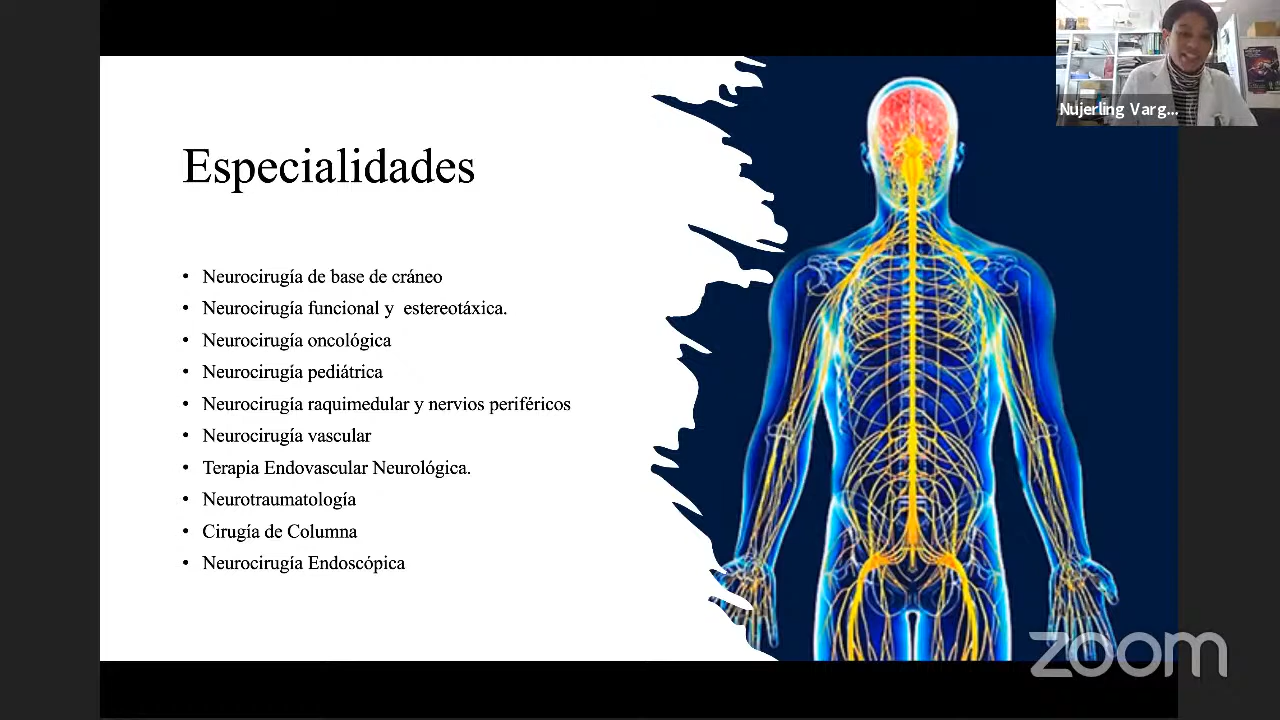 Nujerling Varg...
Especialidades
• Neurocirugía de base de cráneo
• Neurocirugía funcional y  estereotáxica.
• Neurocirugía oncológica
• Neurocirugía pediátrica
• Neurocirugía raquimedular y nervios periféricos
• Neurocirugía vascular
• Terapia Endovascular Neurológica.
• Neurotraumatología
• Cirugía de Columna
• Neurocirugía Endoscópica
zoom